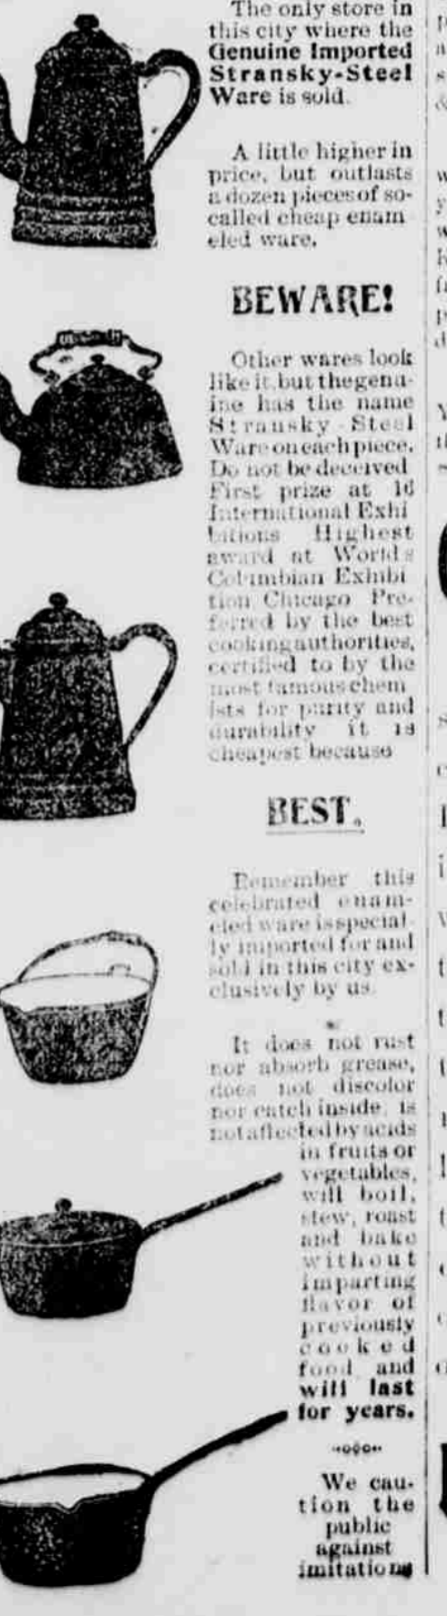 The only store in
this city where the
Genuine Imported
Stransky-Steel
Ware is sold.
A little higher in
price, but outlasts
a dozen pieces of so-
called cheap enam
eled ware.
BEWARE!
Other wares look
like it, but the genu-
ine has the name
Stransky Steel
Ware on each piece.
Do not be deceived
First prize at 16
International Exhi
bitions Highest
award at World's
Columbian Exhibi
tion Chicago Pre-
ferred by the best
cooking authorities,
certified to by the
most famous chem
ists for purity and
durability it is
cheapest because
BEST.
Remember this
celebrated enam-
eled ware is special-
ly imported for and
sold in this city ex-
clusively by us.
It does not rust
nor absorb grease,
does not discolor
nor catch inside, is
not affected by acids
in fruits or
vegetables,
will boil,
stew, roast
and bake
without
imparting
flavor of
previously
cooked
food and
will last
for years.
We cau-
tion the
public
against
imitations